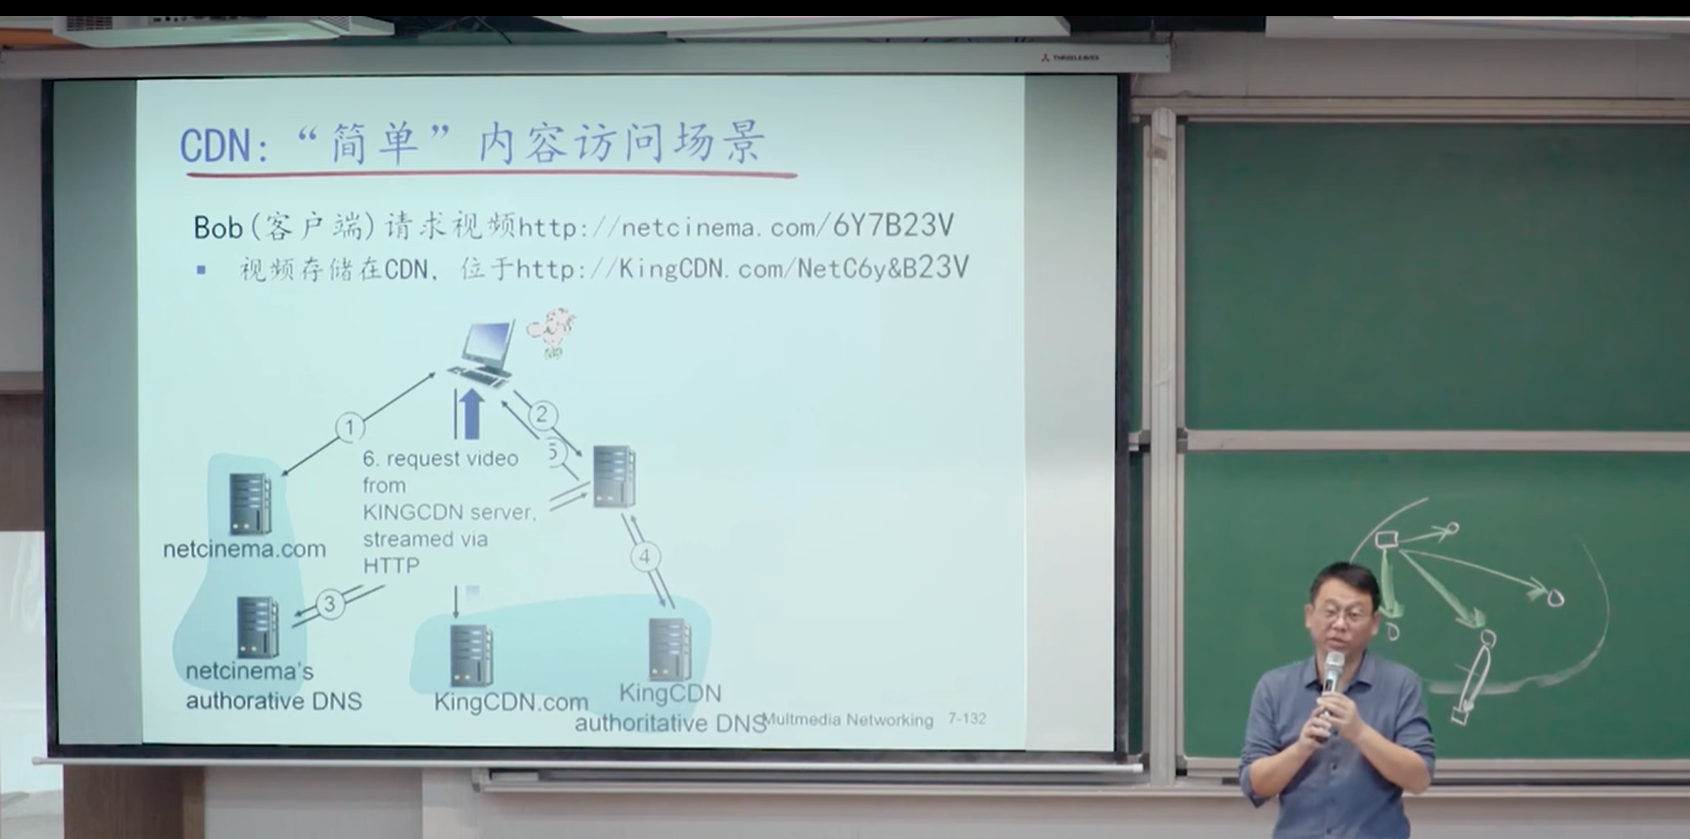 THREELEAVES
CDN: “简单”内容访问场景
Bob(客户端)请求视频http://netcinema.com/6Y7B23V
▪ 视频存储在CDN, 位于http://KingCDN.com/NetC6y&B23V
1
2
5
6. request video
from
KINGCDN server,
streamed via
HTTP
netcinema.com
4
3
netcinema's
authorative DNS
KingCDN.com
KingCDN
authoritative DNS
Multmedia Networking 7-132